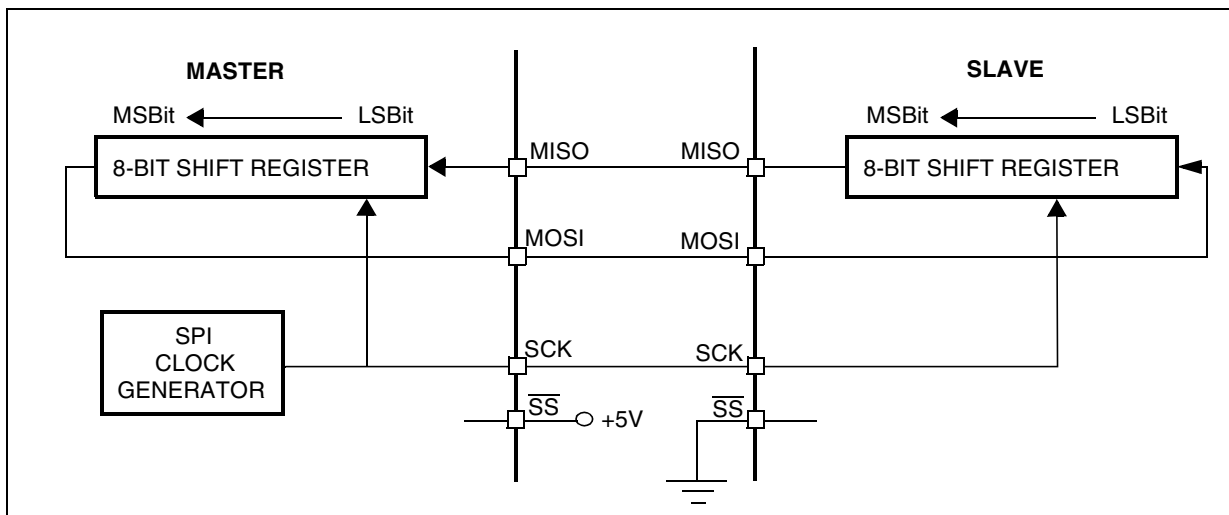 MASTER
SLAVE
MSBit
LSBit
MSBit
LSBit
8-BIT SHIFT REGISTER
MISO
MISO
8-BIT SHIFT REGISTER
MOSI
MOSI
SPI
CLOCK
GENERATOR
SCK
SCK
SS
+5V
SS